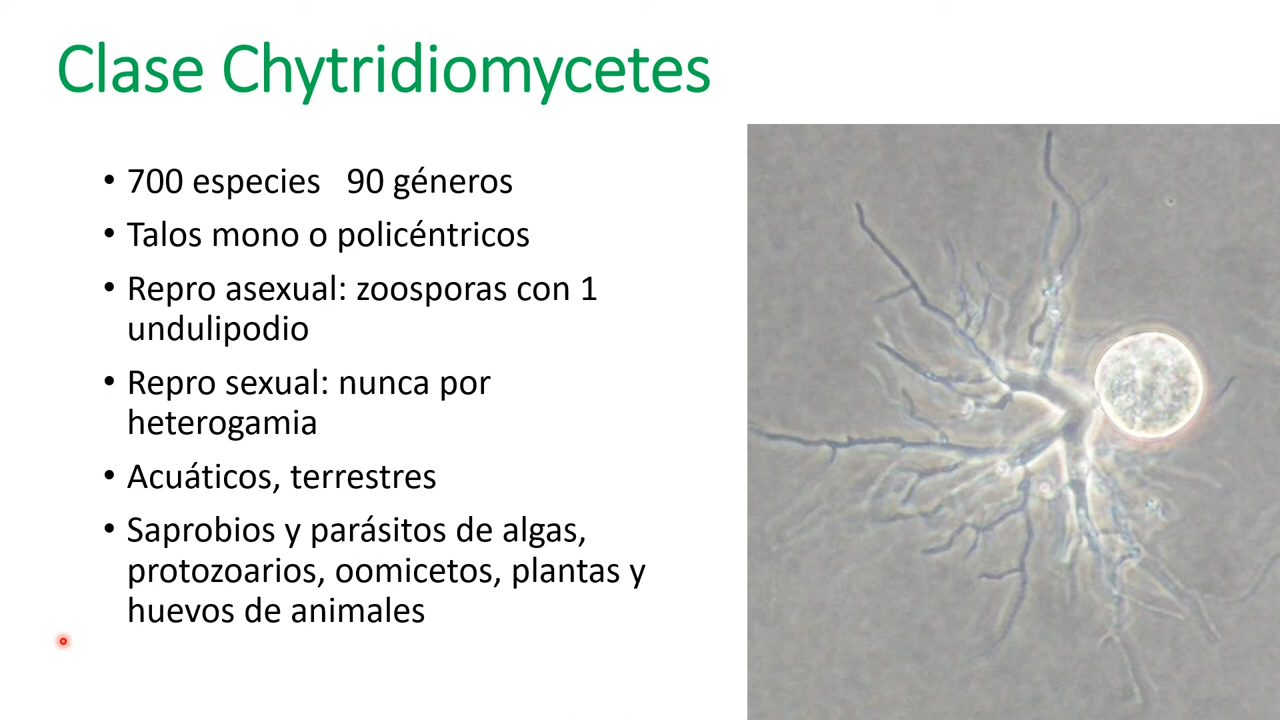 Clase Chytridiomycetes
• 700 especies   90 géneros
• Talos mono o policéntricos
• Repro asexual: zoosporas con 1
undulipodio
• Repro sexual: nunca por
heterogamia
• Acuáticos, terrestres
• Saprobios y parásitos de algas,
protozoarios, oomicetos, plantas y
huevos de animales